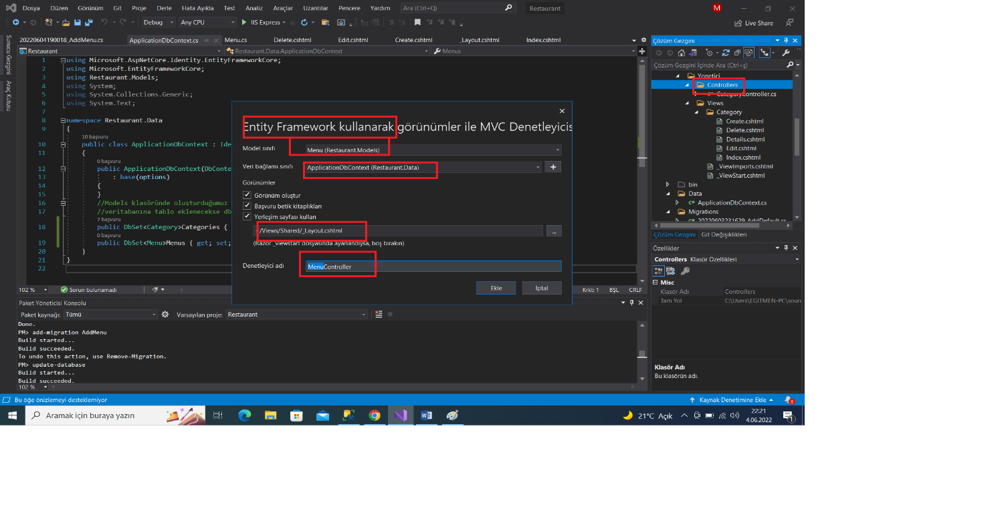 Dosya Düzen Görünüm Git Proje Derle Hata Ayıkla Test Analiz Araçlar Uzantılar Pencere Yardım Ara (Ctrl+Q) Restaurant M
Debug Any CPU IIS Express Live Share
Sunucu Gezgini
Araç Kutusu
20220604190018_AddMenu.cs ApplicationDbContext.cs Menu.cs Delete.cshtml Edit.cshtml Create.cshtml _Layout.cshtml Index.cshtml
Restaurant Restaurant.Data.ApplicationDbContext Menus
1 using Microsoft.AspNetCore.Identity.EntityFrameworkCore;
2 using Microsoft.EntityFrameworkCore;
3 using Restaurant.Models;
4 using System;
5 using System.Collections.Generic;
6 using System.Text;
7
8 namespace Restaurant.Data
9 {
10 başvuru
10 public class ApplicationDbContext : Ide
11 {
0 başvuru
12 public ApplicationDbContext(DbConte
13 : base(options)
14 {
15 }
16 //Models klasöründe oluşturduğumuz
17 //veritabanına tablo eklenecekse db
7 başvuru
18 public DbSet<Category>Categories {
0 başvuru
19 public DbSet<Menu>Menus { get; set;
20 }
21 }
22
102 % Sorun bulunamadı Krkt: 1 BŞL CRLF
Entity Framework kullanarak görünümler ile MVC Denetleyicis
Model sınıfı Menu (Restaurant.Models)
Veri bağlamı sınıfı ApplicationDbContext (Restaurant.Data)
Görünümler
Görünüm oluştur
Başvuru betik kitaplıkları
Yerleşim sayfası kullan
~/Views/Shared/_Layout.cshtml ...
(Razor _viewstart dosyasında ayarlandıysa, boş bırakın)
Denetleyici adı MenuController
Ekle İptal
Paket Yöneticisi Konsolu
Paket kaynağı: Tümü Varsayılan proje: Restaurant
Done.
PM> add-migration AddMenu
Build started...
Build succeeded.
To undo this action, use Remove-Migration.
PM> update-database
Build started...
Build succeeded.
102 %
Çözüm Gezgini
Çözüm Gezgini İçinde Ara (Ctrl+ş)
Yonetici
Controllers
CategoryController.cs
Views
Category
Create.cshtml
Delete.cshtml
Details.cshtml
Edit.cshtml
Index.cshtml
_ViewImports.cshtml
_ViewStart.cshtml
bin
Data
C# ApplicationDbContext.cs
Migrations
C# 20220603231629_AddDefault.cs
Çözüm Gezgini Git Değişiklikleri
Özellikler
Controllers Klasör Özellikleri
Misc
Klasör Adı Controllers
Tam Yol C:\Users\EGITMEN-PC\sourc
Klasör Adı
Bu klasörün adı.
Bu öğe önizlemeyi desteklemiyor Kaynak Denetimine Ekle 3
Aramak için buraya yazın 21°C Açık 22:21
4.06.2022 1